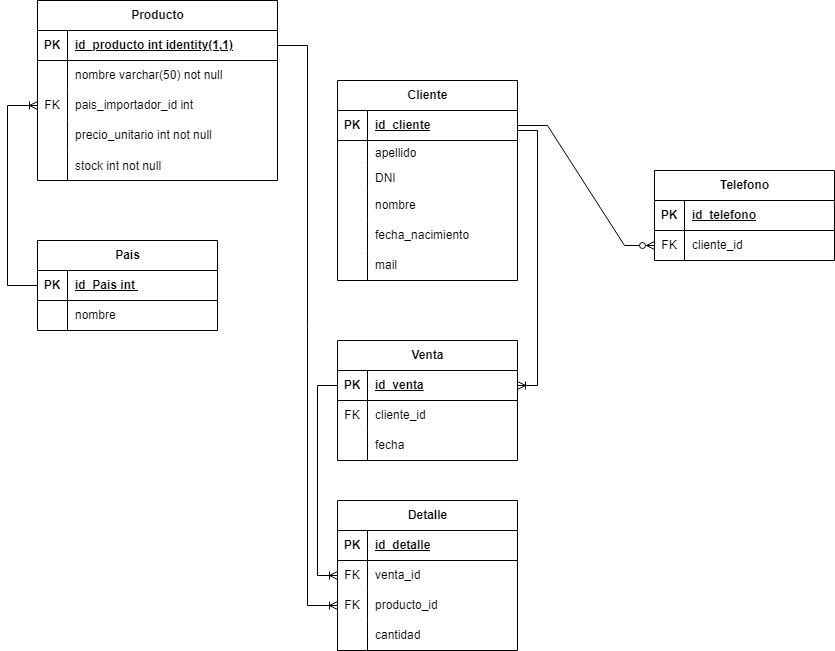 Producto
PK id_producto int identity(1,1)
nombre varchar(50) not null
FK pais_importador_id int
precio_unitario int not null
stock int not null
Pais
PK id_Pais int
nombre
Cliente
PK id_cliente
apellido
DNI
nombre
fecha_nacimiento
mail
Telefono
PK id_telefono
FK cliente_id
Venta
PK id_venta
FK cliente_id
fecha
Detalle
PK id_detalle
FK venta_id
FK producto_id
cantidad